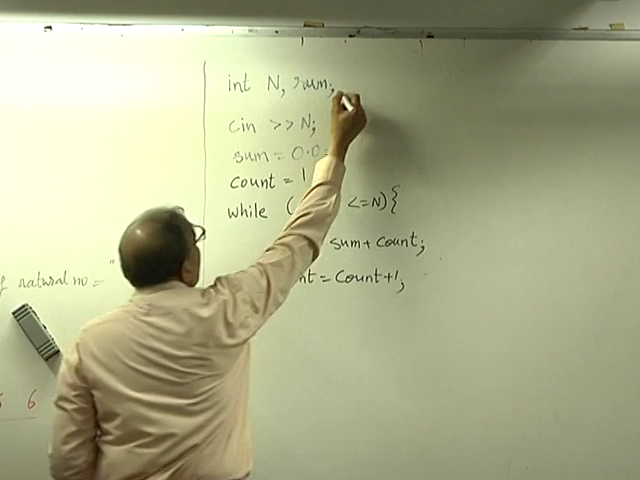 int N, sum;
cin >> N;
sum = 0.0
count = 1
while ( <=N){
sum + count;
nt = count+1;
natural no = "
6